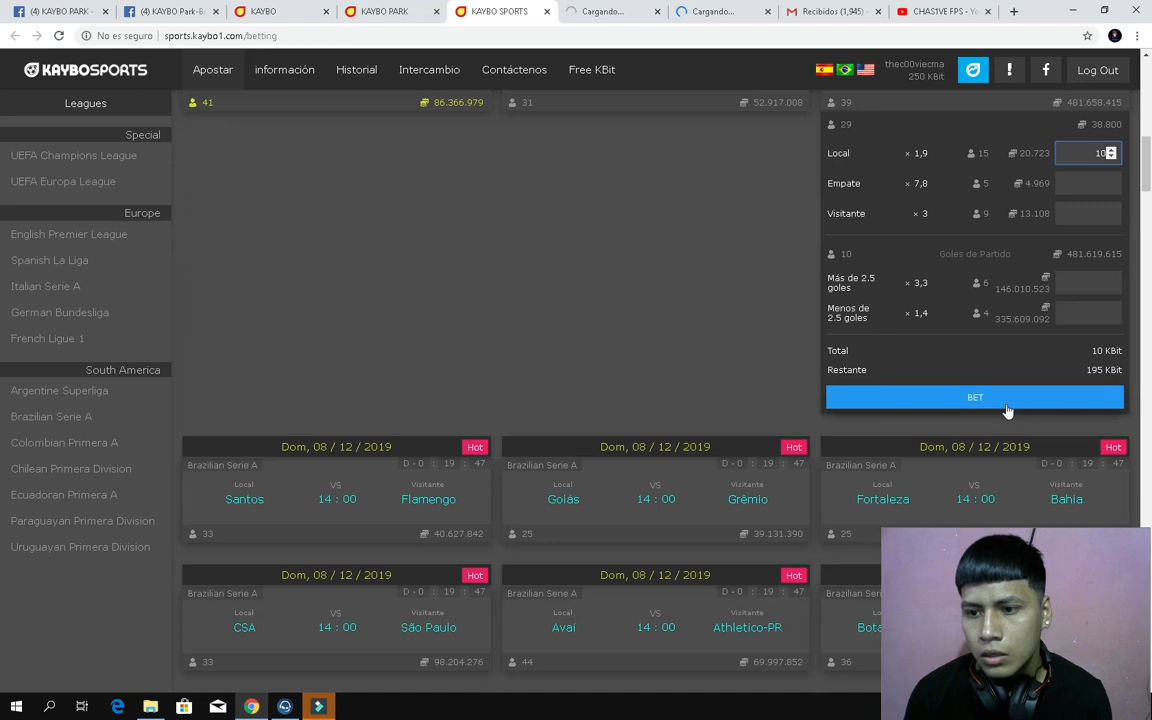 (4) KAYBO PARK -
(4) KAYBO Park-B
KAYBO
KAYBO PARK
KAYBO SPORTS
Cargando...
Cargando...
Recibidos (1,945)
CHAS1VE FPS - Yo
No es seguro | sports.kaybo1.com/betting
KAYBOSPORTS
Apostar
información
Historial
Intercambio
Contáctenos
Free KBit
thec00viecma
250 KBit
Log Out
Leagues
Special
UEFA Champions League
UEFA Europa League
Europe
English Premier League
Spanish La Liga
Italian Serie A
German Bundesliga
French Ligue 1
South America
Argentine Superliga
Brazilian Serie A
Colombian Primera A
Chilean Primera División
Ecuadoran Primera A
Paraguayan Primera Division
Uruguayan Primera Division
41 86.366.979
31 52.917.008
39 481.658.415
29 38.800
Local × 1,9 15 20.723 10
Empate × 7,8 5 4.969
Visitante × 3 9 13.108
10 Goles de Partido 481.619.615
Más de 2.5 goles × 3,3 6 146.010.523
Menos de 2.5 goles × 1,4 4 335.609.092
Total 10 KBit
Restante 195 KBit
BET
Dom, 08 / 12 / 2019 Hot
Brazilian Serie A D - 0 : 19 : 47
Local VS Visitante
Santos 14 : 00 Flamengo
33 40.627.842
Dom, 08 / 12 / 2019 Hot
Brazilian Serie A D - 0 : 19 : 47
Local VS Visitante
Goiás 14 : 00 Grêmio
25 39.131.390
Dom, 08 / 12 / 2019 Hot
Brazilian Serie A D - 0 : 19 : 47
Local VS Visitante
Fortaleza 14 : 00 Bahia
25
Dom, 08 / 12 / 2019 Hot
Brazilian Serie A D - 0 : 19 : 47
Local VS Visitante
CSA 14 : 00 São Paulo
33 98.204.276
Dom, 08 / 12 / 2019 Hot
Brazilian Serie A D - 0 : 19 : 47
Local VS Visitante
Avaí 14 : 00 Athletico-PR
44 69.997.852
Brazilian Serie A
Bota
36